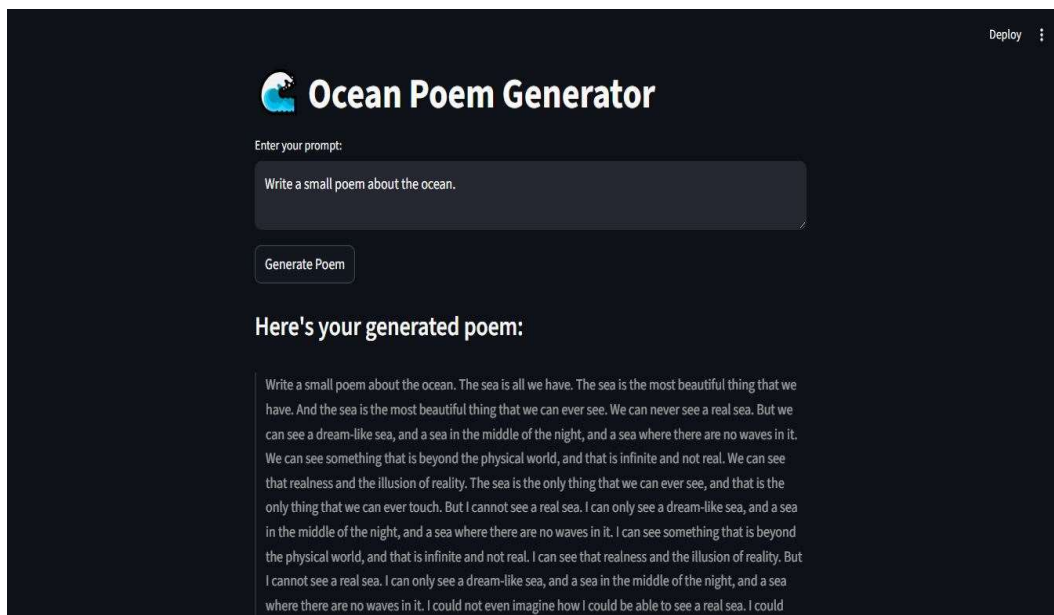 Deploy
Ocean Poem Generator
Enter your prompt:
Write a small poem about the ocean.
Generate Poem
Here's your generated poem:
Write a small poem about the ocean. The sea is all we have. The sea is the most beautiful thing that we
have. And the sea is the most beautiful thing that we can ever see. We can never see a real sea. But we
can see a dream-like sea, and a sea in the middle of the night, and a sea where there are no waves in it.
We can see something that is beyond the physical world, and that is infinite and not real. We can see
that realness and the illusion of reality. The sea is the only thing that we can ever see, and that is the
only thing that we can ever touch. But I cannot see a real sea. I can only see a dream-like sea, and a sea
in the middle of the night, and a sea where there are no waves in it. I can see something that is beyond
the physical world, and that is infinite and not real. I can see that realness and the illusion of reality. But
I cannot see a real sea. I can only see a dream-like sea, and a sea in the middle of the night, and a sea
where there are no waves in it. I could not even imagine how I could be able to see a real sea. I could